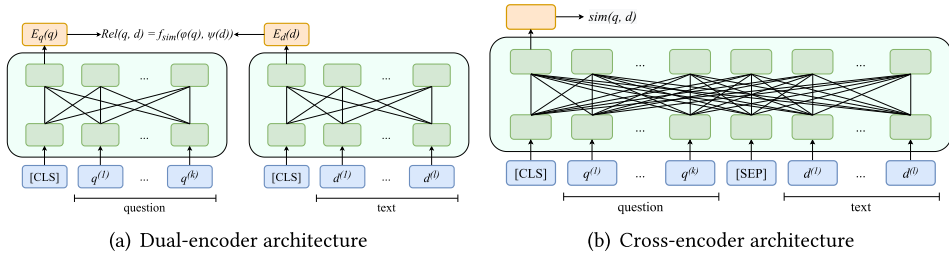 E_q(q)
Rel(q, d) = f_sim(φ(q), ψ(d))
E_d(d)
...
...
[CLS]
q^(1)
...
q^(k)
question
[CLS]
d^(1)
...
d^(l)
text
...
...
(a) Dual-encoder architecture
sim(q, d)
...
...
...
...
[CLS]
q^(1)
...
q^(k)
[SEP]
d^(1)
...
d^(l)
question
text
(b) Cross-encoder architecture